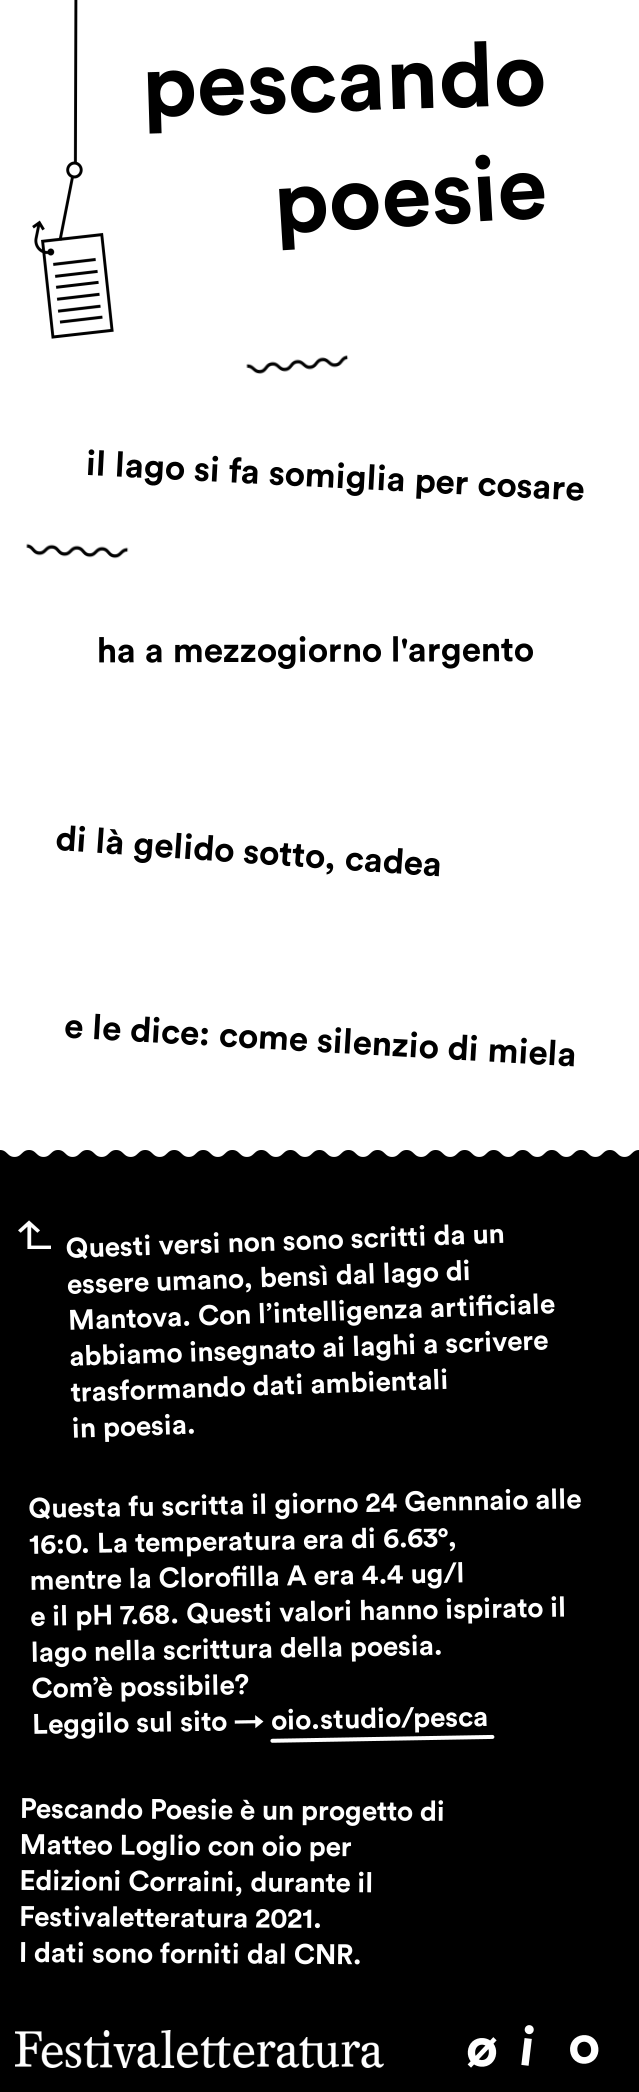 pescando
poesie
il lago si fa somiglia per cosare
ha a mezzogiorno l'argento
di là gelido sotto, cadea
e le dice: come silenzio di miela
Questi versi non sono scritti da un
essere umano, bensì dal lago di
Mantova. Con l’intelligenza artificiale
abbiamo insegnato ai laghi a scrivere
trasformando dati ambientali
in poesia.
Questa fu scritta il giorno 24 Gennnaio alle
16:0. La temperatura era di 6.63°,
mentre la Clorofilla A era 4.4 ug/l
e il pH 7.68. Questi valori hanno ispirato il
lago nella scrittura della poesia.
Com’è possibile?
Leggilo sul sito → oio.studio/pesca
Pescando Poesie è un progetto di
Matteo Loglio con oio per
Edizioni Corraini, durante il
Festivaletteratura 2021.
I dati sono forniti dal CNR.
Festivaletteratura ø i o